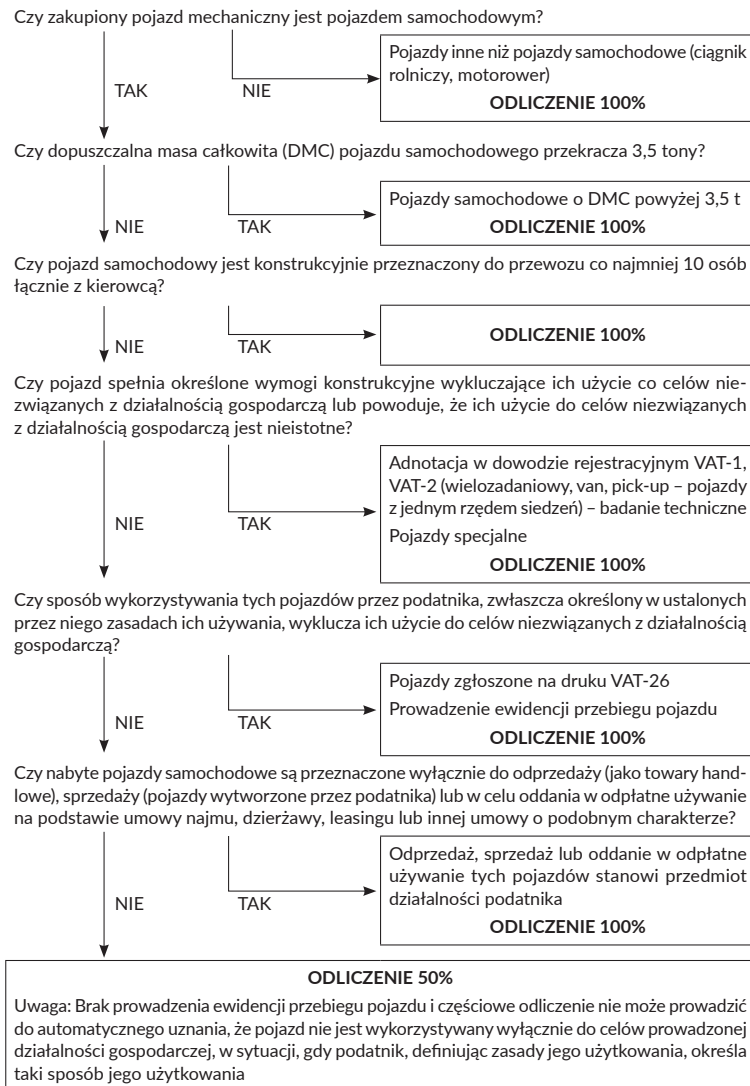 Czy zakupiony pojazd mechaniczny jest pojazdem samochodowym?
Pojazdy inne niż pojazdy samochodowe (ciągnik
rolniczy, motorower)
ODLICZENIE 100%
TAK
NIE
Czy dopuszczalna masa całkowita (DMC) pojazdu samochodowego przekracza 3,5 tony?
Pojazdy samochodowe o DMC powyżej 3,5 t
ODLICZENIE 100%
NIE
TAK
Czy pojazd samochodowy jest konstrukcyjnie przeznaczony do przewozu co najmniej 10 osób
łącznie z kierowcą?
ODLICZENIE 100%
NIE
TAK
Czy pojazd spełnia określone wymogi konstrukcyjne wykluczające ich użycie co celów nie-
związanych z działalnością gospodarczą lub powoduje, że ich użycie do celów niezwiązanych
z działalnością gospodarczą jest nieistotne?
Adnotacja w dowodzie rejestracyjnym VAT-1,
VAT-2 (wielozadaniowy, van, pick-up – pojazdy
z jednym rzędem siedzeń) – badanie techniczne
Pojazdy specjalne
ODLICZENIE 100%
NIE
TAK
Czy sposób wykorzystywania tych pojazdów przez podatnika, zwłaszcza określony w ustalonych
przez niego zasadach ich używania, wyklucza ich użycie do celów niezwiązanych z działalnością
gospodarczą?
Pojazdy zgłoszone na druku VAT-26
Prowadzenie ewidencji przebiegu pojazdu
ODLICZENIE 100%
NIE
TAK
Czy nabyte pojazdy samochodowe są przeznaczone wyłącznie do odprzedaży (jako towary hand-
lowe), sprzedaży (pojazdy wytworzone przez podatnika) lub w celu oddania w odpłatne używanie
na podstawie umowy najmu, dzierżawy, leasingu lub innej umowy o podobnym charakterze?
Odprzedaż, sprzedaż lub oddanie w odpłatne
używanie tych pojazdów stanowi przedmiot
działalności podatnika
ODLICZENIE 100%
NIE
TAK
ODLICZENIE 50%
Uwaga: Brak prowadzenia ewidencji przebiegu pojazdu i częściowe odliczenie nie może prowadzić
do automatycznego uznania, że pojazd nie jest wykorzystywany wyłącznie do celów prowadzonej
działalności gospodarczej, w sytuacji, gdy podatnik, definiując zasady jego użytkowania, określa
taki sposób jego użytkowania